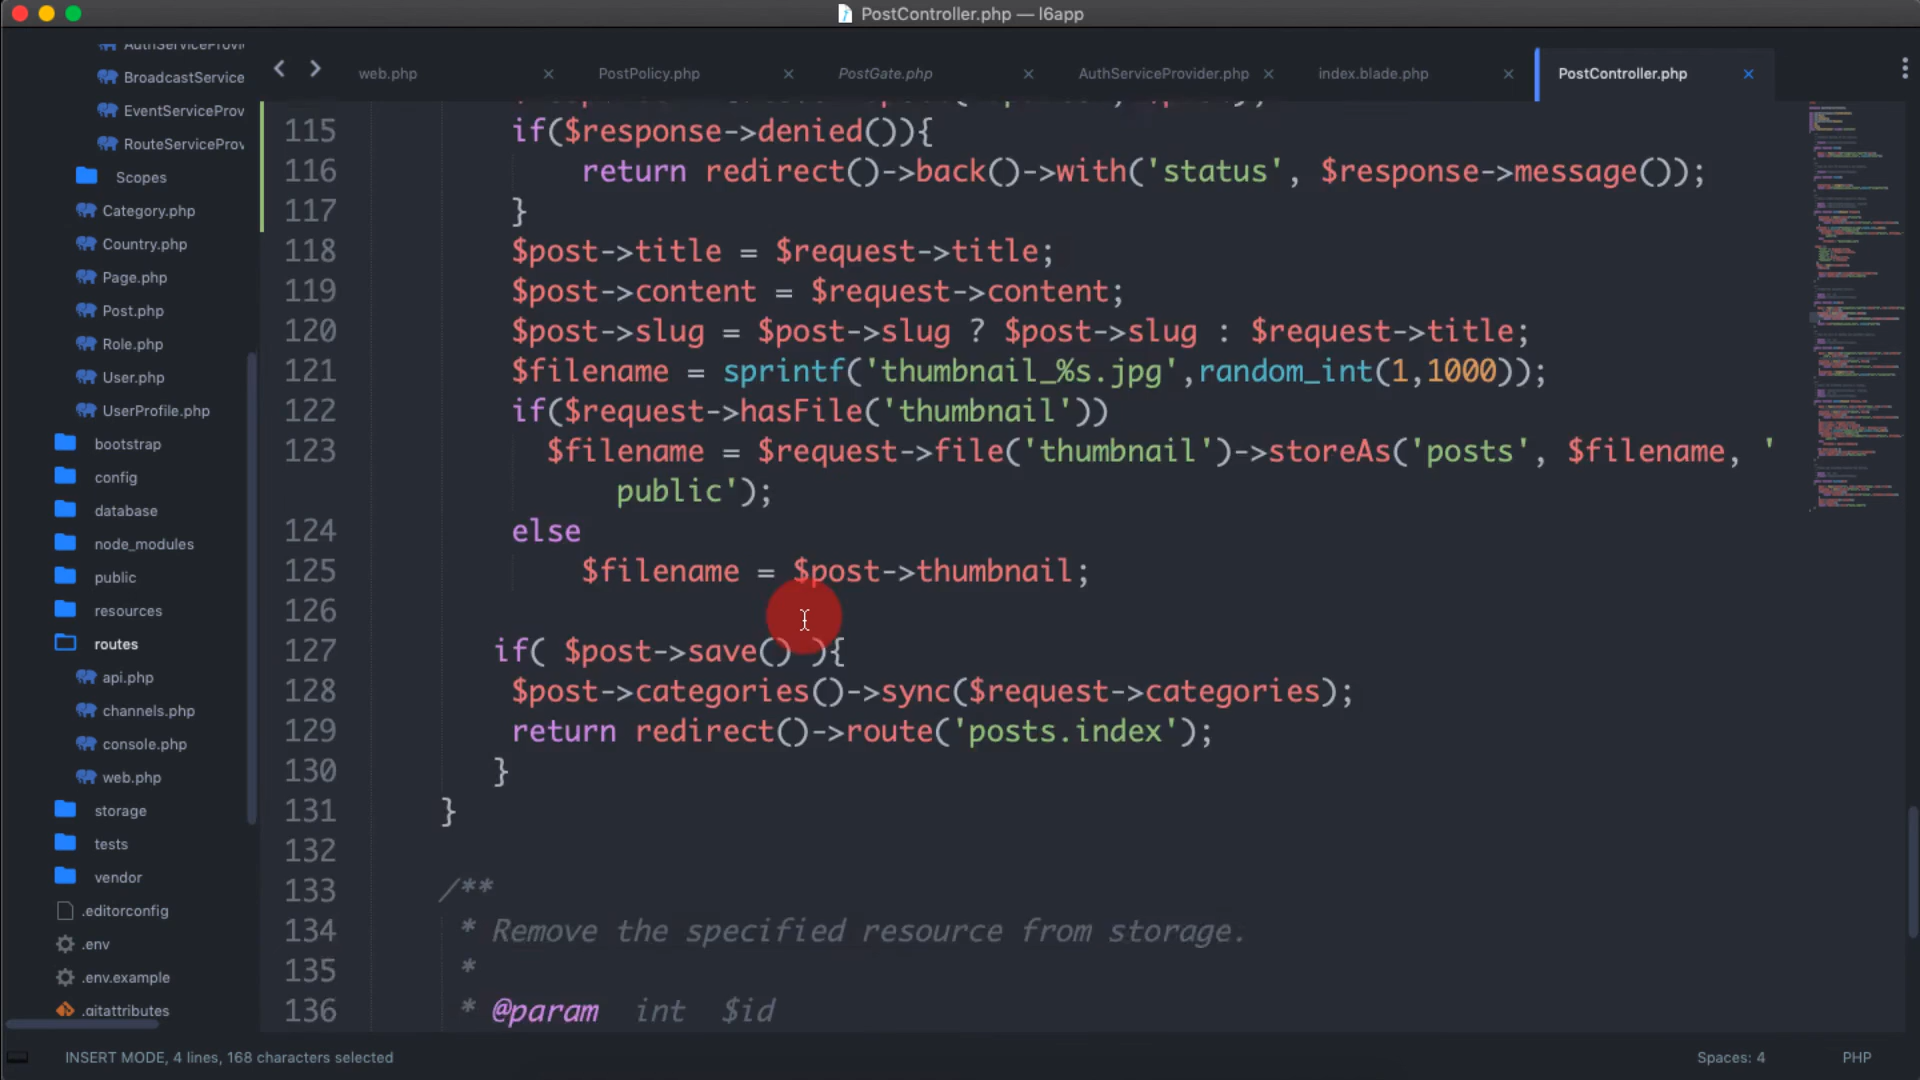 PostController.php — l6app
AuthServiceProvi
BroadcastService
EventServiceProv
RouteServiceProv
Scopes
Category.php
Country.php
Page.php
Post.php
Role.php
User.php
UserProfile.php
bootstrap
config
database
node_modules
public
resources
routes
api.php
channels.php
console.php
web.php
storage
tests
vendor
.editorconfig
.env
.env.example
.gitattributes
web.php
PostPolicy.php
PostGate.php
AuthServiceProvider.php
index.blade.php
PostController.php
115 if($response->denied()){
116 return redirect()->back()->with('status', $response->message());
117 }
118 $post->title = $request->title;
119 $post->content = $request->content;
120 $post->slug = $post->slug ? $post->slug : $request->title;
121 $filename = sprintf('thumbnail_%s.jpg',random_int(1,1000));
122 if($request->hasFile('thumbnail'))
123 $filename = $request->file('thumbnail')->storeAs('posts', $filename, '
public');
124 else
125 $filename = $post->thumbnail;
126
127 if( $post->save() ){
128 $post->categories()->sync($request->categories);
129 return redirect()->route('posts.index');
130 }
131 }
132
133 /**
134 * Remove the specified resource from storage.
135 *
136 * @param int $id
INSERT MODE, 4 lines, 168 characters selected
Spaces: 4
PHP